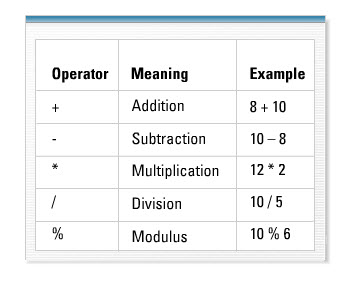 Operator Meaning Example
+ Addition 8 + 10
- Subtraction 10 – 8
* Multiplication 12 * 2
/ Division 10 / 5
% Modulus 10 % 6